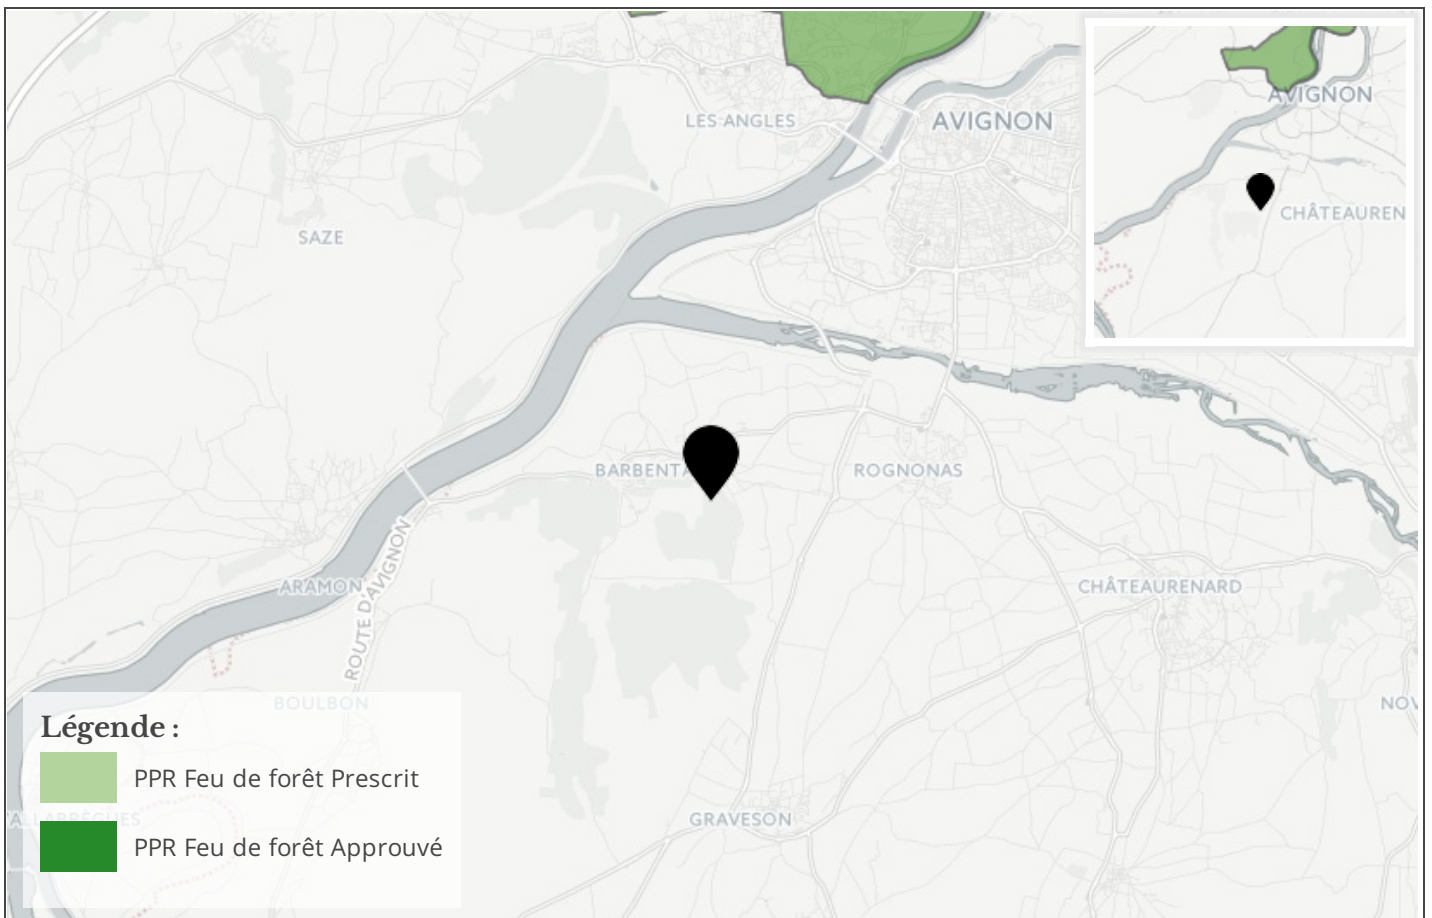 LES ANGLES
AVIGNON
SAZE
BARBENTA
ROGNONAS
ARAMON
ROUTE D'AVIGNON
CHÂTEAURENARD
BOULBON
NOV
GRAVESON
AVIGNON
CHÂTEAUREN
Légende :
PPR Feu de forêt Prescrit
PPR Feu de forêt Approuvé